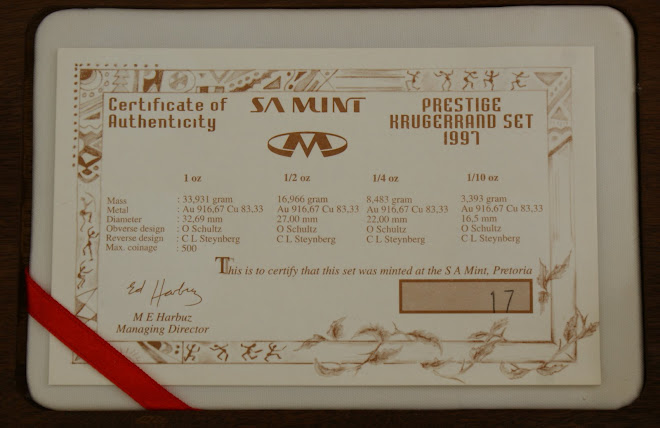 Certificate of Authenticity
SA MINT
PRESTIGE
KRUGERRAND SET
1997
1 oz 1/2 oz 1/4 oz 1/10 oz
Mass : 33,931 gram 16,966 gram 8,483 gram 3,393 gram
Metal : Au 916,67 Cu 83,33 Au 916,67 Cu 83,33 Au 916,67 Cu 83,33 Au 916,67 Cu 83,33
Diameter : 32,69 mm 27,00 mm 22,00 mm 16,5 mm
Obverse design : O Schultz O Schultz O Schultz O Schultz
Reverse design : C L Steynberg C L Steynberg C L Steynberg C L Steynberg
Max. coinage : 500
This is to certify that this set was minted at the S A Mint, Pretoria
Ed Harbuz
17
M E Harbuz
Managing Director